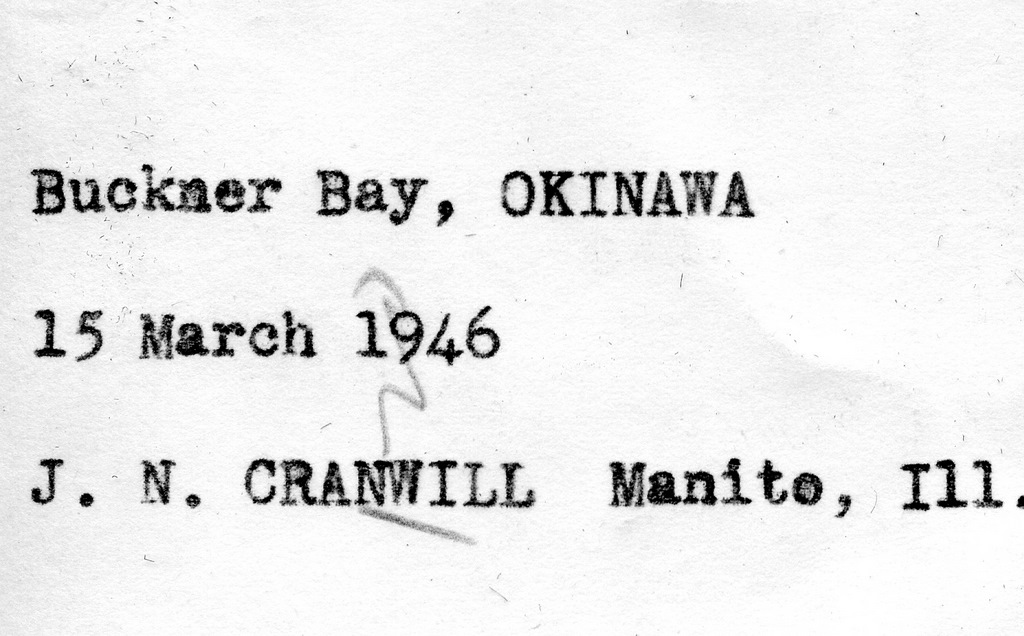 Buckner Bay, OKINAWA
15 March 1946
J. N. CRANWILL Manito, Ill.